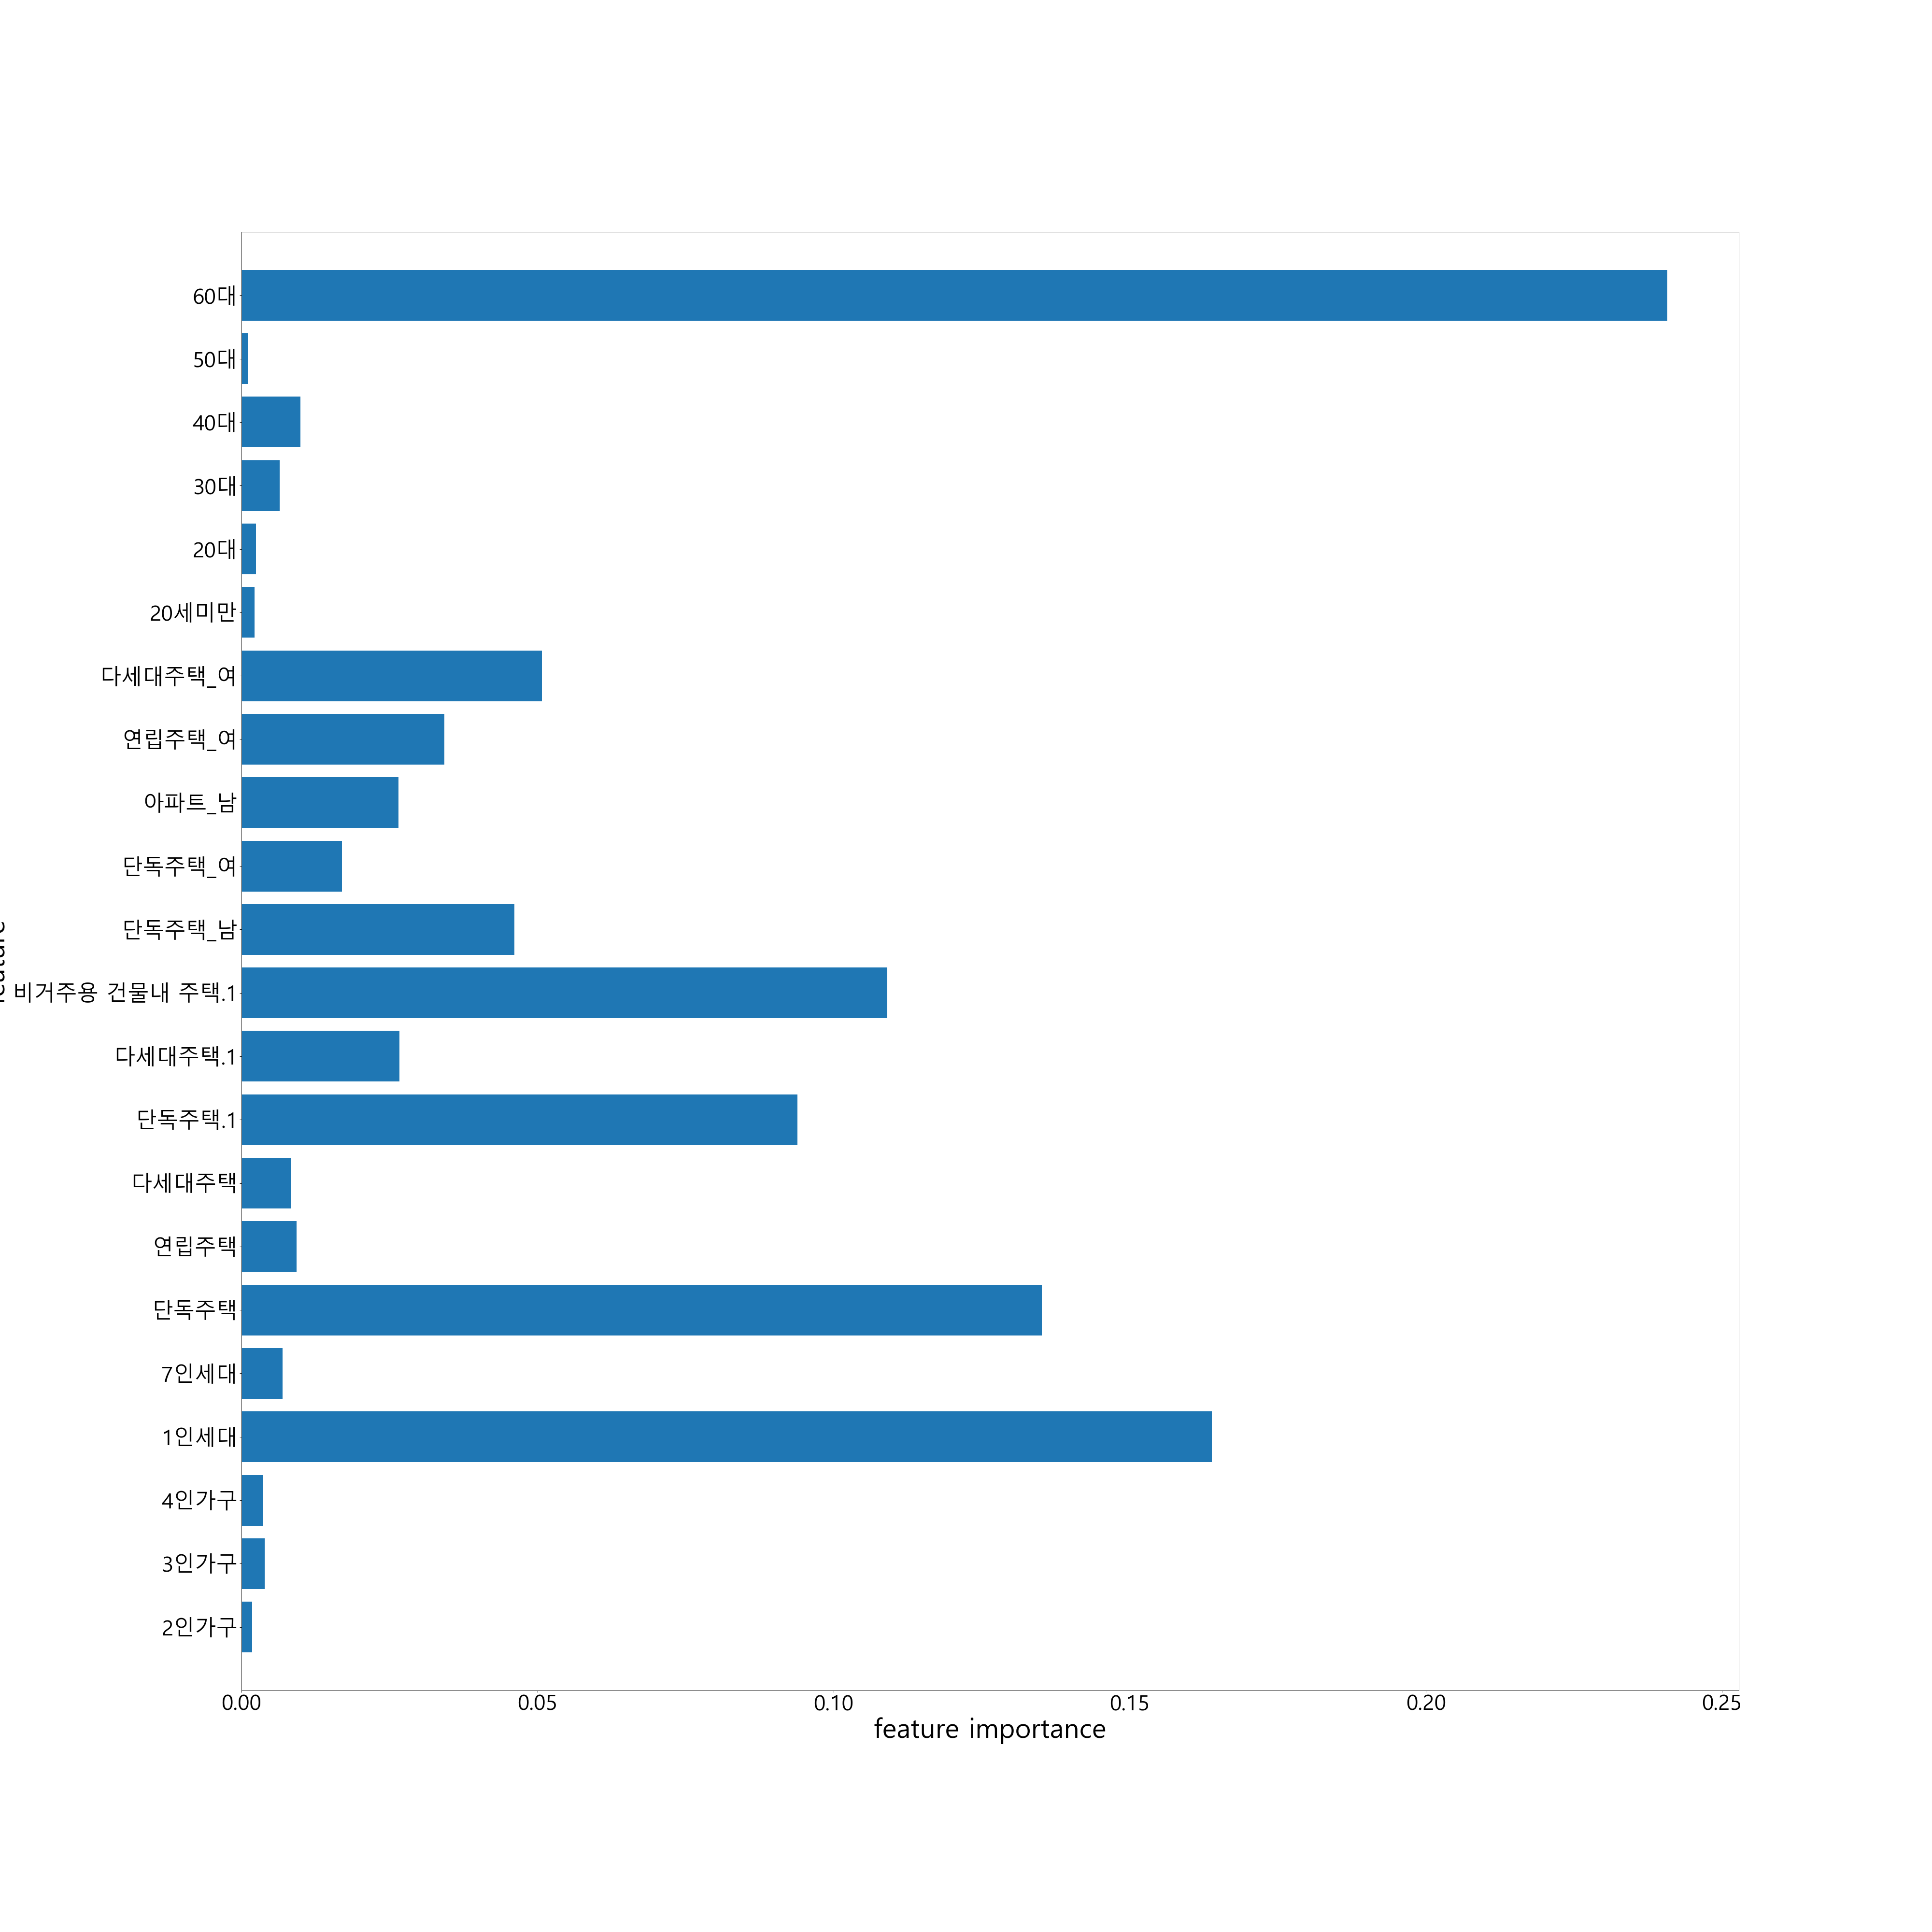 60대
50대
40대
30대
20대
20세미만
다세대주택_여
연립주택_여
아파트_남
단독주택_여
단독주택_남
비거주용 건물내 주택.1
다세대주택.1
단독주택.1
다세대주택
연립주택
단독주택
7인세대
1인세대
4인가구
3인가구
2인가구
0.00 0.05 0.10 0.15 0.20 0.25
feature importance